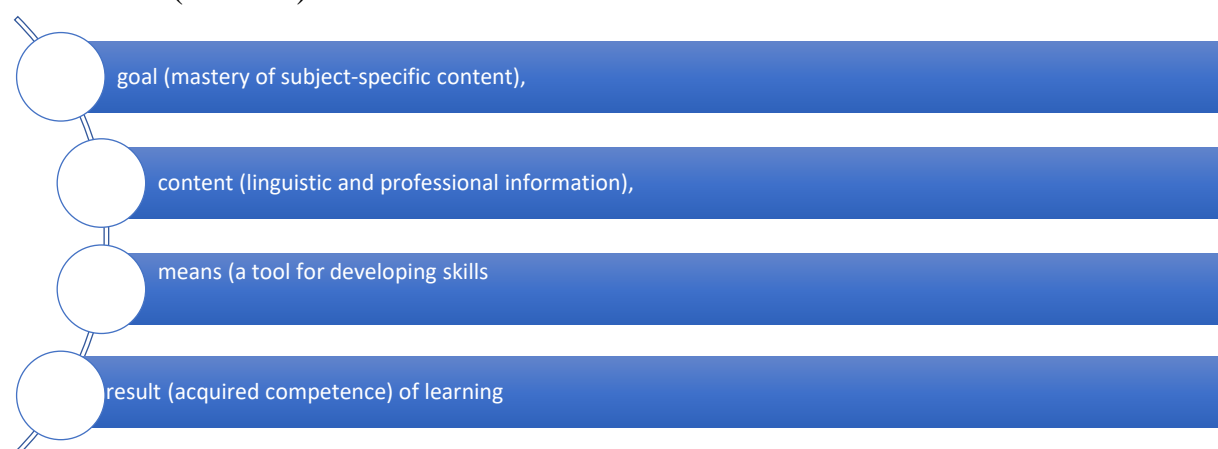 goal (mastery of subject-specific content),
content (linguistic and professional information),
means (a tool for developing skills
result (acquired competence) of learning